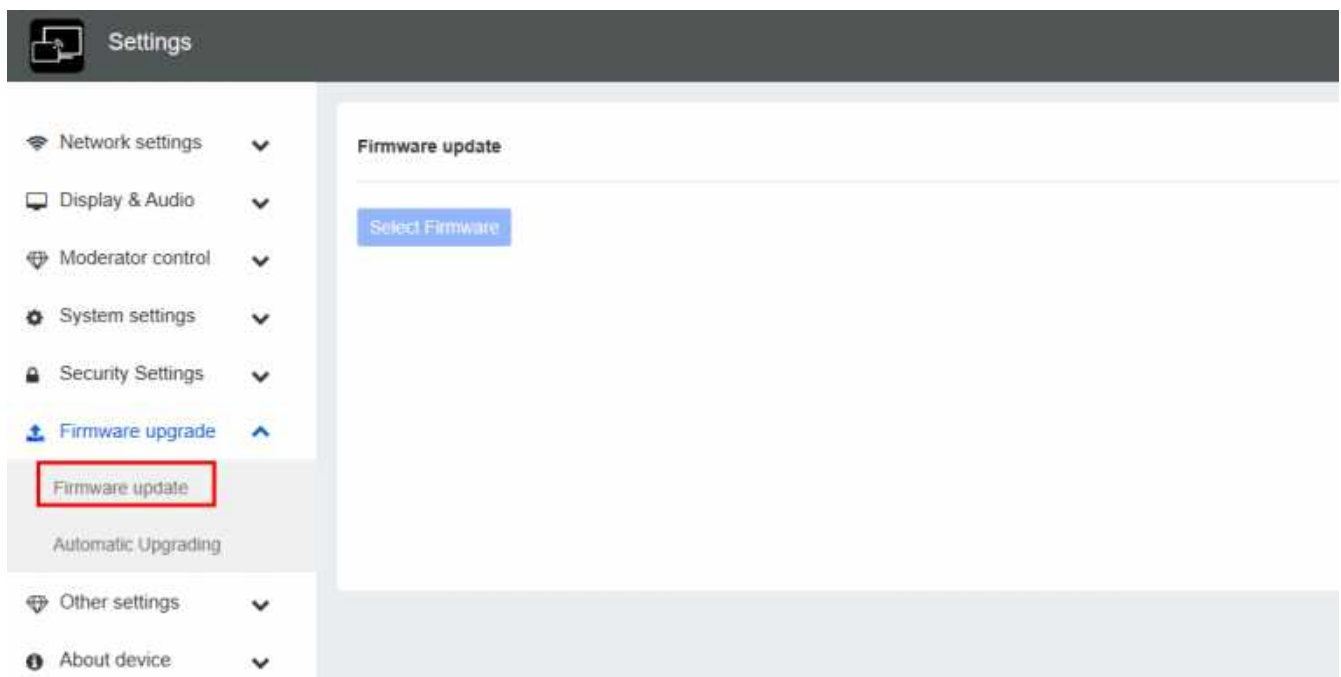 Settings
Network settings
Display & Audio
Moderator control
System settings
Security Settings
Firmware upgrade
Firmware update
Automatic Upgrading
Other settings
About device
Firmware update
Select Firmware